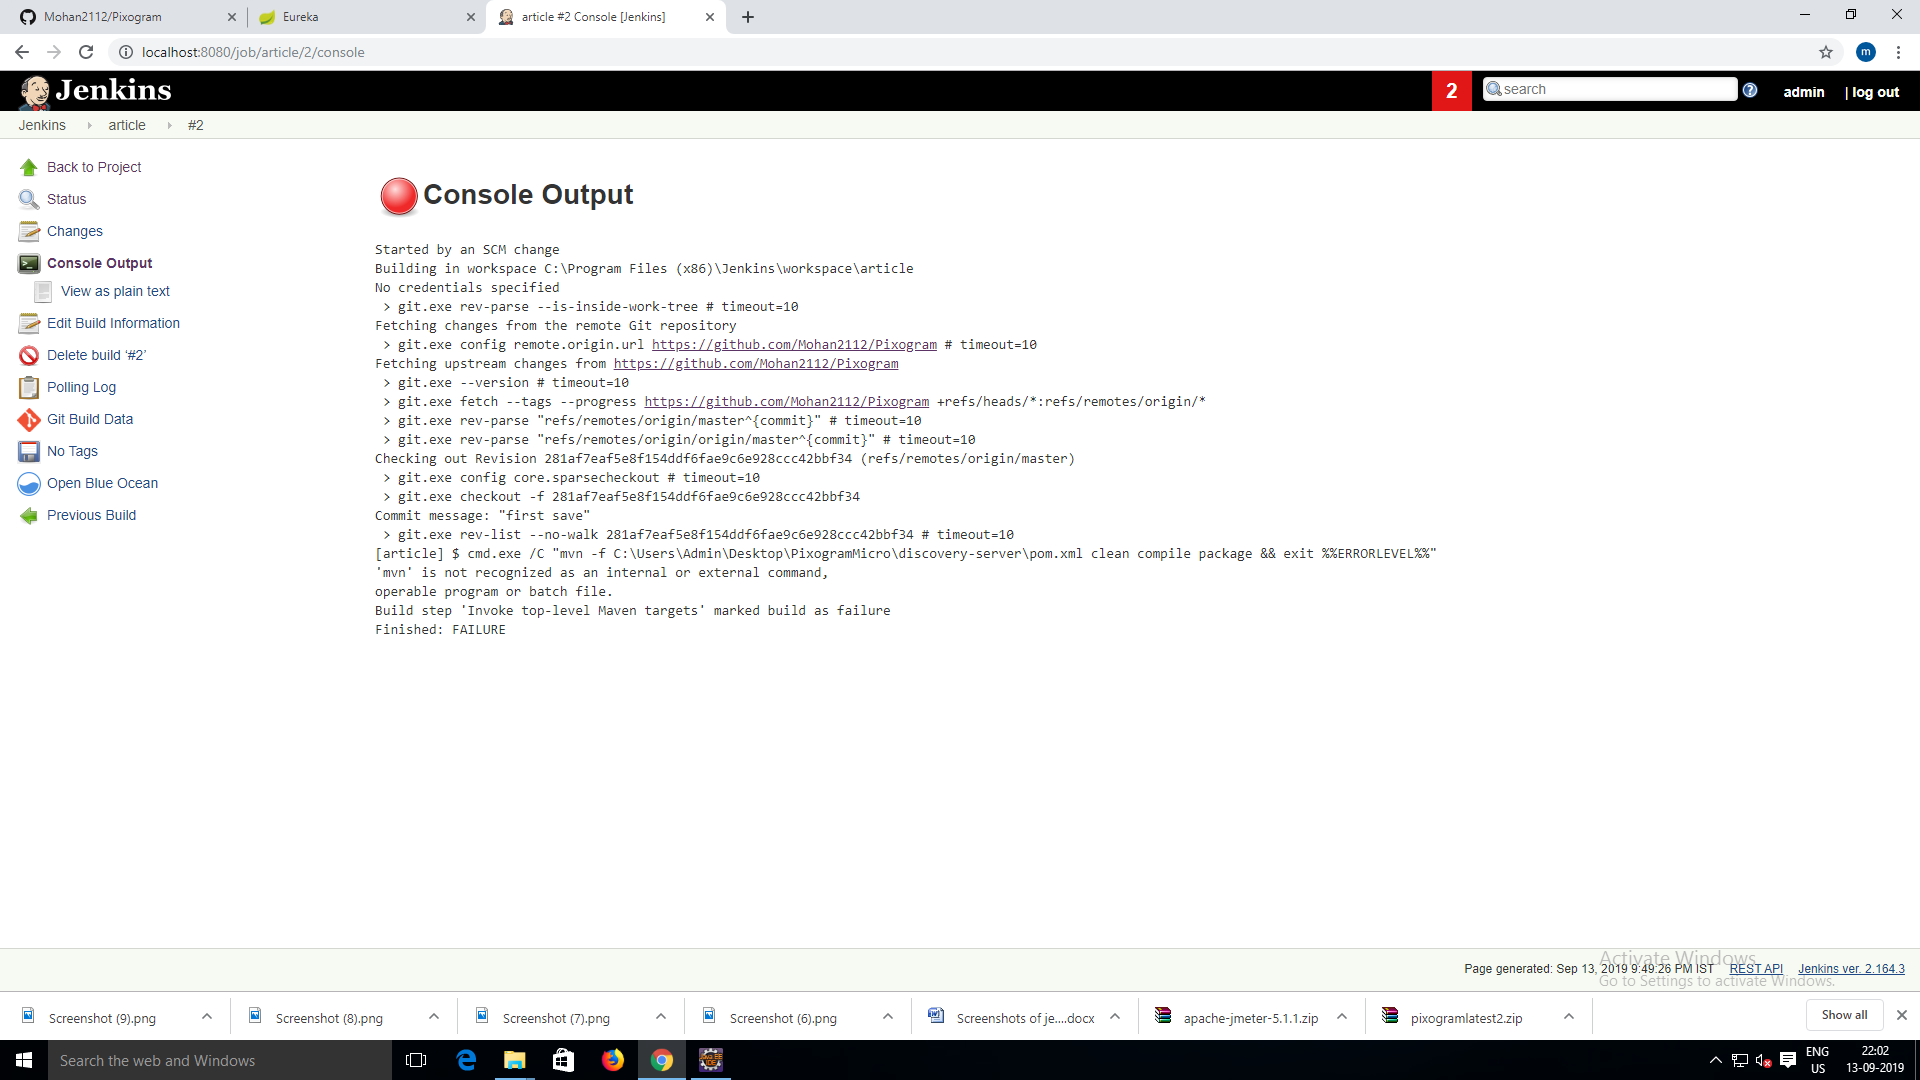 Mohan2112/Pixogram
Eureka
article #2 Console [Jenkins]
localhost:8080/job/article/2/console
m
Jenkins
2
search
admin
| log out
Jenkins
article
#2
Back to Project
Status
Changes
Console Output
View as plain text
Edit Build Information
Delete build ‘#2’
Polling Log
Git Build Data
No Tags
Open Blue Ocean
Previous Build
Console Output
Started by an SCM change
Building in workspace C:\Program Files (x86)\Jenkins\workspace\article
No credentials specified
> git.exe rev-parse --is-inside-work-tree # timeout=10
Fetching changes from the remote Git repository
> git.exe config remote.origin.url https://github.com/Mohan2112/Pixogram # timeout=10
Fetching upstream changes from https://github.com/Mohan2112/Pixogram
> git.exe --version # timeout=10
> git.exe fetch --tags --progress https://github.com/Mohan2112/Pixogram +refs/heads/*:refs/remotes/origin/*
> git.exe rev-parse "refs/remotes/origin/master^{commit}" # timeout=10
> git.exe rev-parse "refs/remotes/origin/origin/master^{commit}" # timeout=10
Checking out Revision 281af7eaf5e8f154ddf6fae9c6e928ccc42bbf34 (refs/remotes/origin/master)
> git.exe config core.sparsecheckout # timeout=10
> git.exe checkout -f 281af7eaf5e8f154ddf6fae9c6e928ccc42bbf34
Commit message: "first save"
> git.exe rev-list --no-walk 281af7eaf5e8f154ddf6fae9c6e928ccc42bbf34 # timeout=10
[article] $ cmd.exe /C "mvn -f C:\Users\Admin\Desktop\PixogramMicro\discovery-server\pom.xml clean compile package && exit %%ERRORLEVEL%%"
'mvn' is not recognized as an internal or external command,
operable program or batch file.
Build step 'Invoke top-level Maven targets' marked build as failure
Finished: FAILURE
Activate Windows
Go to Settings to activate Windows.
Page generated: Sep 13, 2019 9:49:26 PM IST
REST API
Jenkins ver. 2.164.3
Screenshot (9).png
Screenshot (8).png
Screenshot (7).png
Screenshot (6).png
Screenshots of je....docx
apache-jmeter-5.1.1.zip
pixogramlatest2.zip
Show all
Search the web and Windows
ENG
US
22:02
13-09-2019